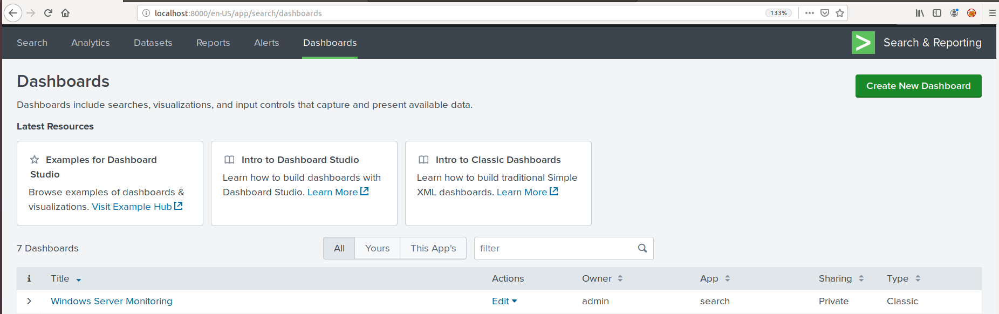 localhost:8000/en-US/app/search/dashboards 133%
Search Analytics Datasets Reports Alerts Dashboards Search & Reporting
Dashboards
Create New Dashboard
Dashboards include searches, visualizations, and input controls that capture and present available data.
Latest Resources
Examples for Dashboard
Studio
Browse examples of dashboards &
visualizations. Visit Example Hub
Intro to Dashboard Studio
Learn how to build dashboards with
Dashboard Studio. Learn More
Intro to Classic Dashboards
Learn how to build traditional Simple
XML dashboards. Learn More
7 Dashboards All Yours This App's filter
i Title Actions Owner App Sharing Type
Windows Server Monitoring Edit admin search Private Classic